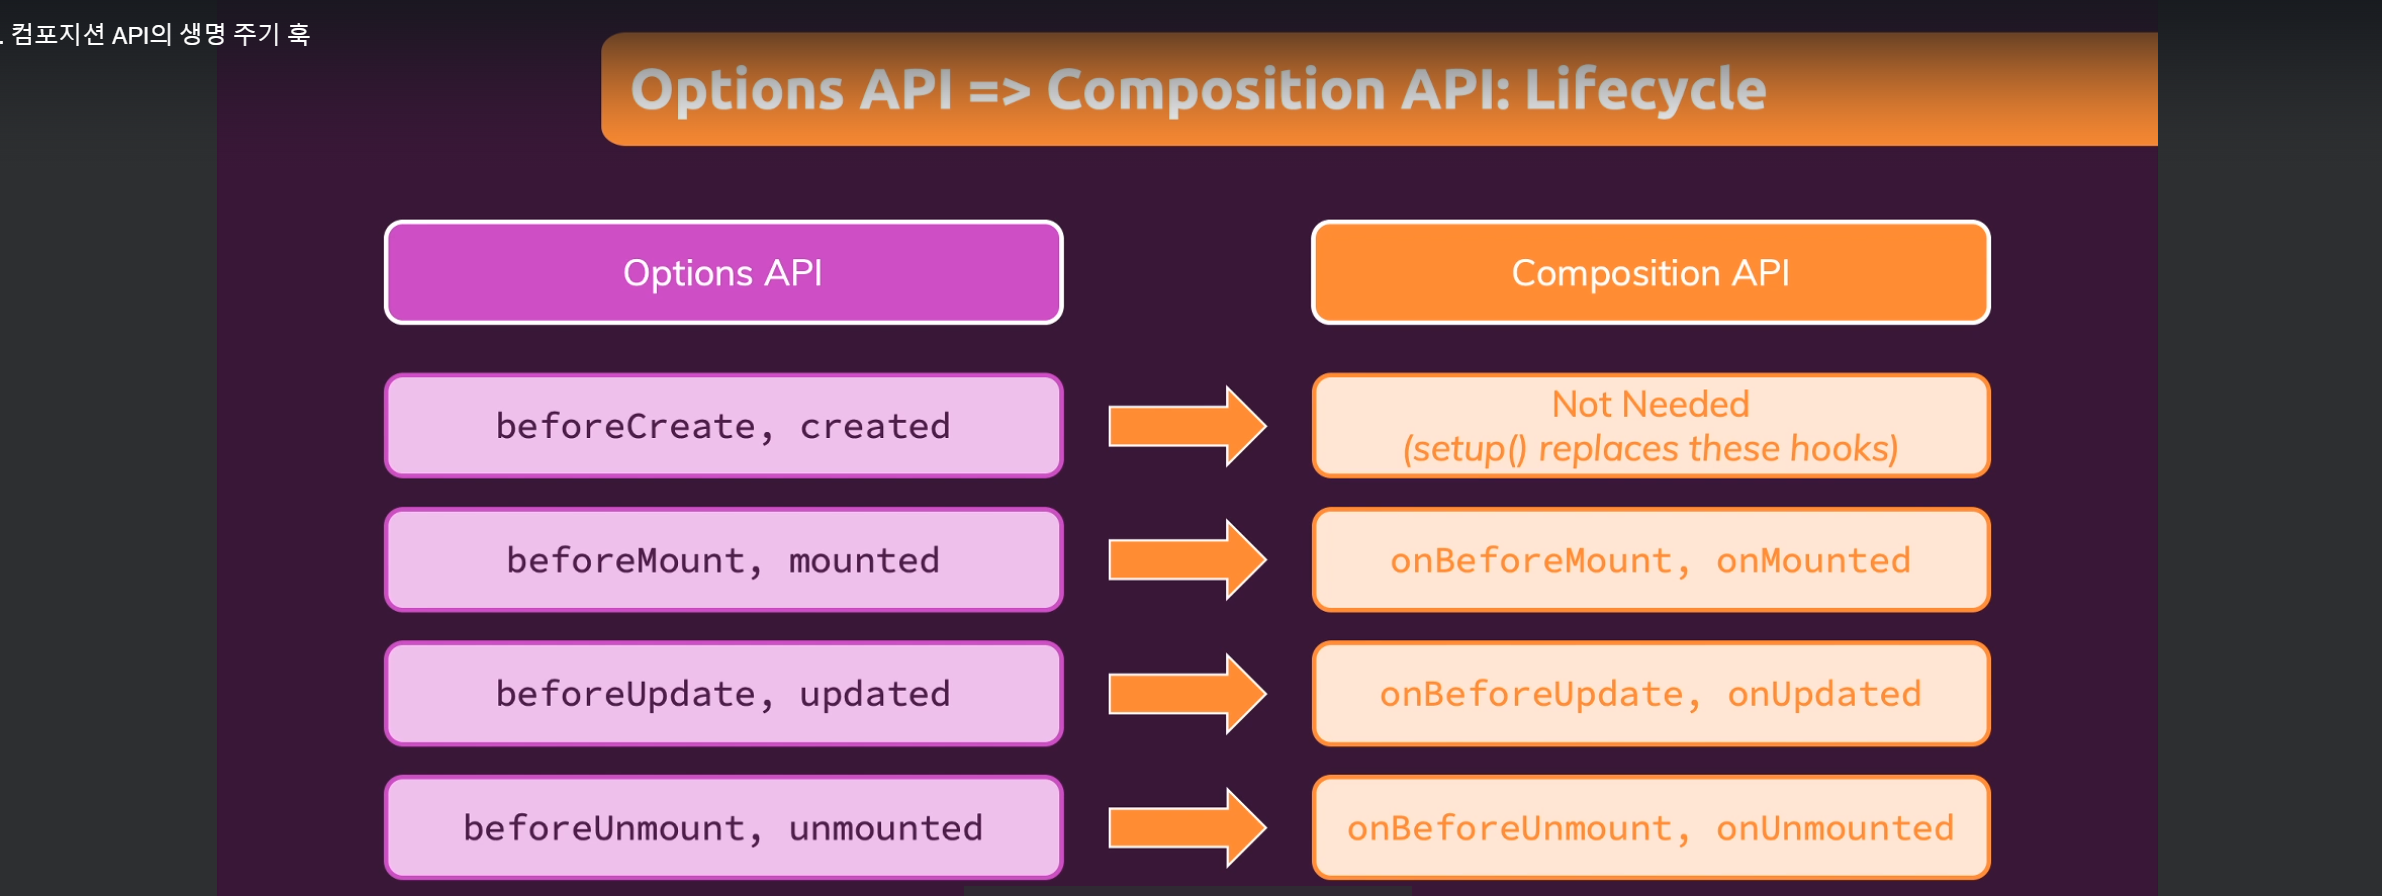 . 컴포지션 API의 생명 주기 훅
Options API => Composition API: Lifecycle
Options API
Composition API
beforeCreate, created
Not Needed
(setup() replaces these hooks)
beforeMount, mounted
onBeforeMount, onMounted
beforeUpdate, updated
onBeforeUpdate, onUpdated
beforeUnmount, unmounted
onBeforeUnmount, onUnmounted